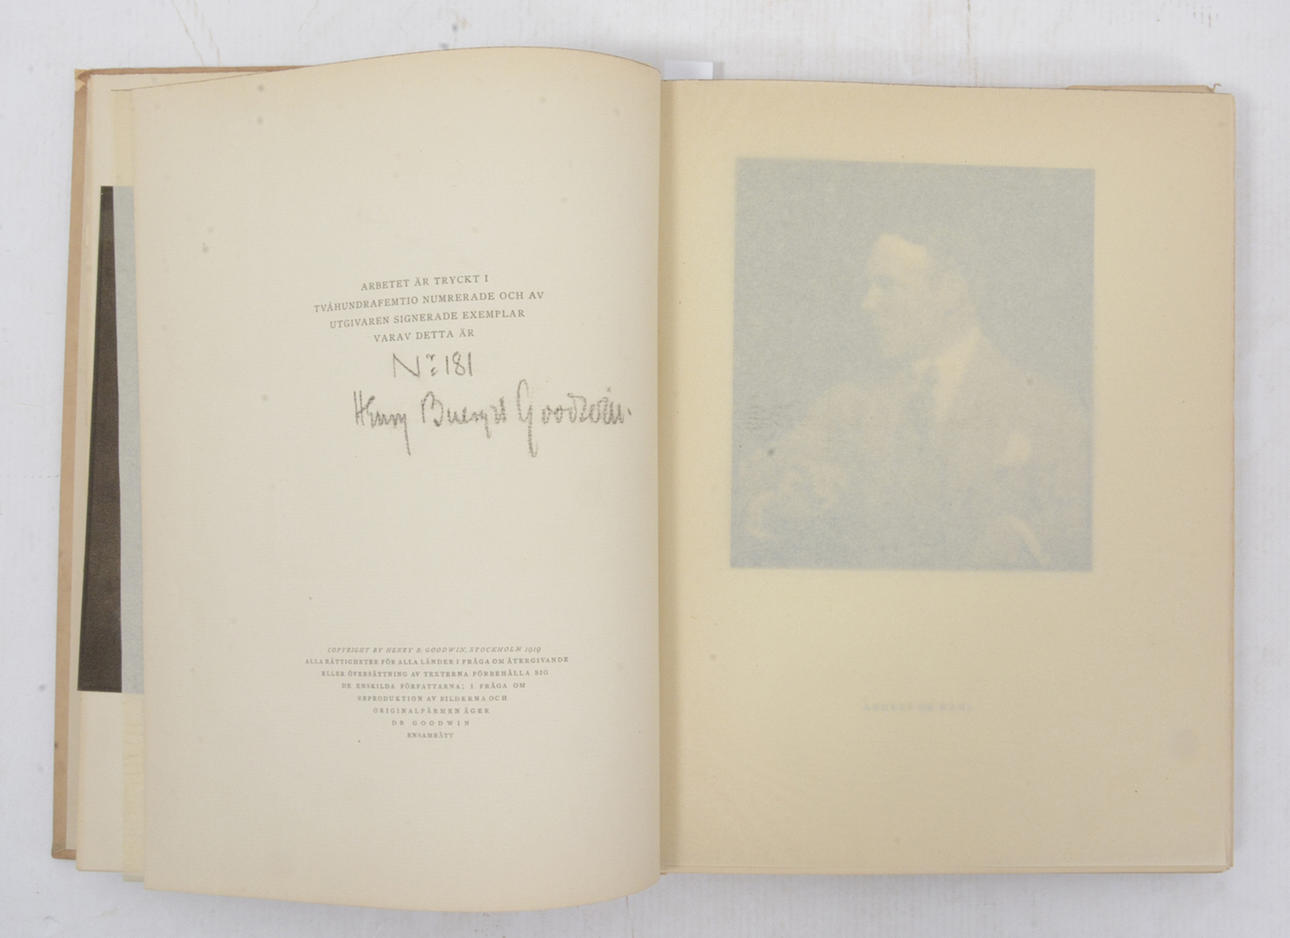 ARBETET ÄR TRYCKT I
TVÅHUNDRAFEMTIO NUMRERADE OCH AV
UTGIVAREN SIGNERADE EXEMPLAR
VARAV DETTA ÄR
Nr 181
Henry Buergel Goodwin.
COPYRIGHT BY HENRY B. GOODWIN, STOCKHOLM 1919
ALLA RÄTTIGHETER FÖR ALLA LÄNDER I FRÅGA OM ÅTERGIVANDE
ELLER ÖVERSÄTTNING AV TEXTERNA FÖRBEHÅLLA SIG
DE ENSKILDA FÖRFATTARNA; I FRÅGA OM
REPRODUKTION AV BILDERNA OCH
ORIGINALPÄRMEN ÄGER
DR GOODWIN
ENSAMRÄTT